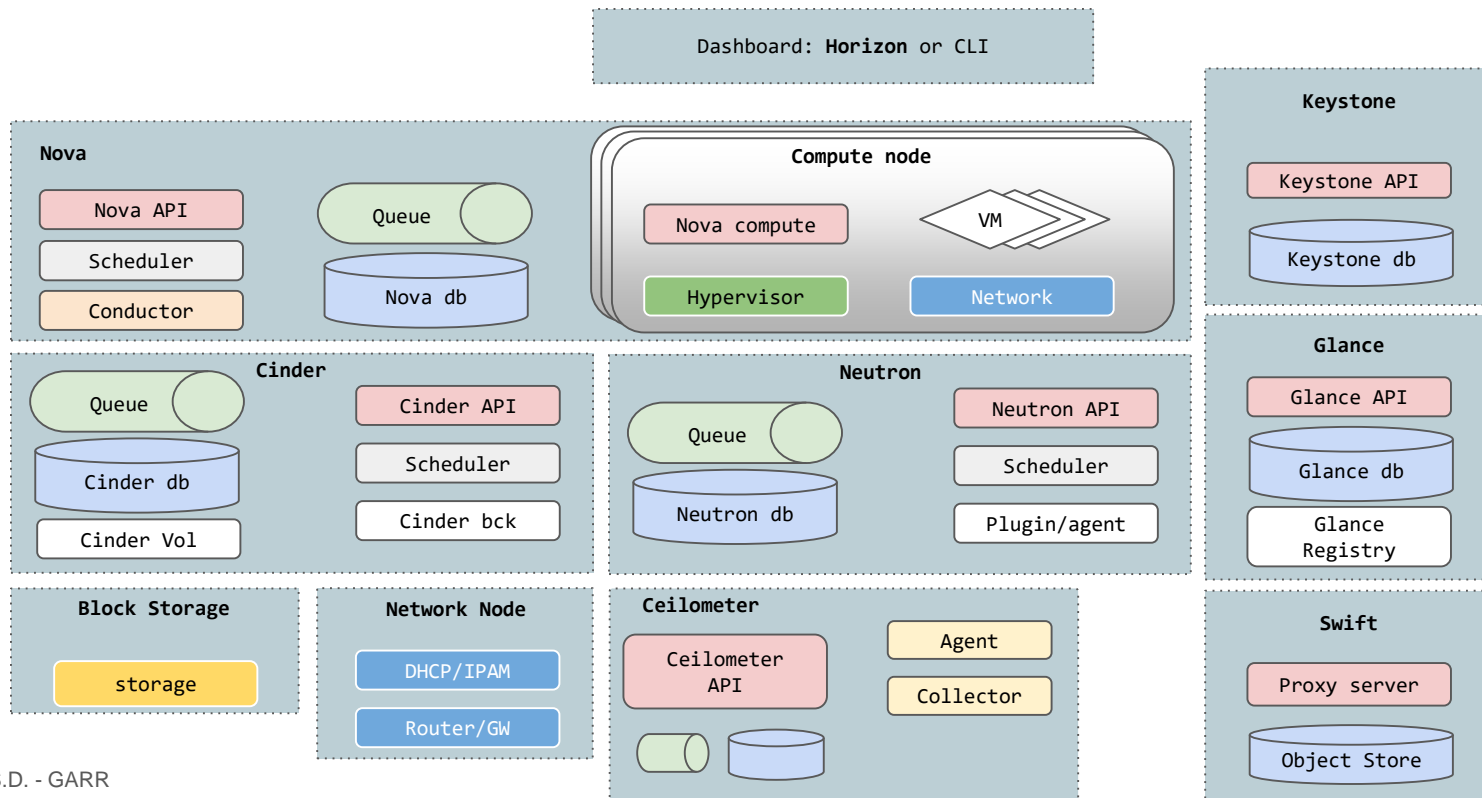 Dashboard: Horizon or CLI
Keystone
Keystone API
Keystone db
Nova
Nova API
Scheduler
Conductor
Queue
Nova db
Compute node
Nova compute
VM
Hypervisor
Network
Cinder
Queue
Cinder API
Cinder db
Scheduler
Cinder Vol
Cinder bck
Neutron
Queue
Neutron API
Scheduler
Neutron db
Plugin/agent
Glance
Glance API
Glance db
Glance
Registry
Block Storage
storage
Network Node
DHCP/IPAM
Router/GW
Ceilometer
Ceilometer
API
Agent
Collector
Swift
Proxy server
Object Store
.D. - GARR